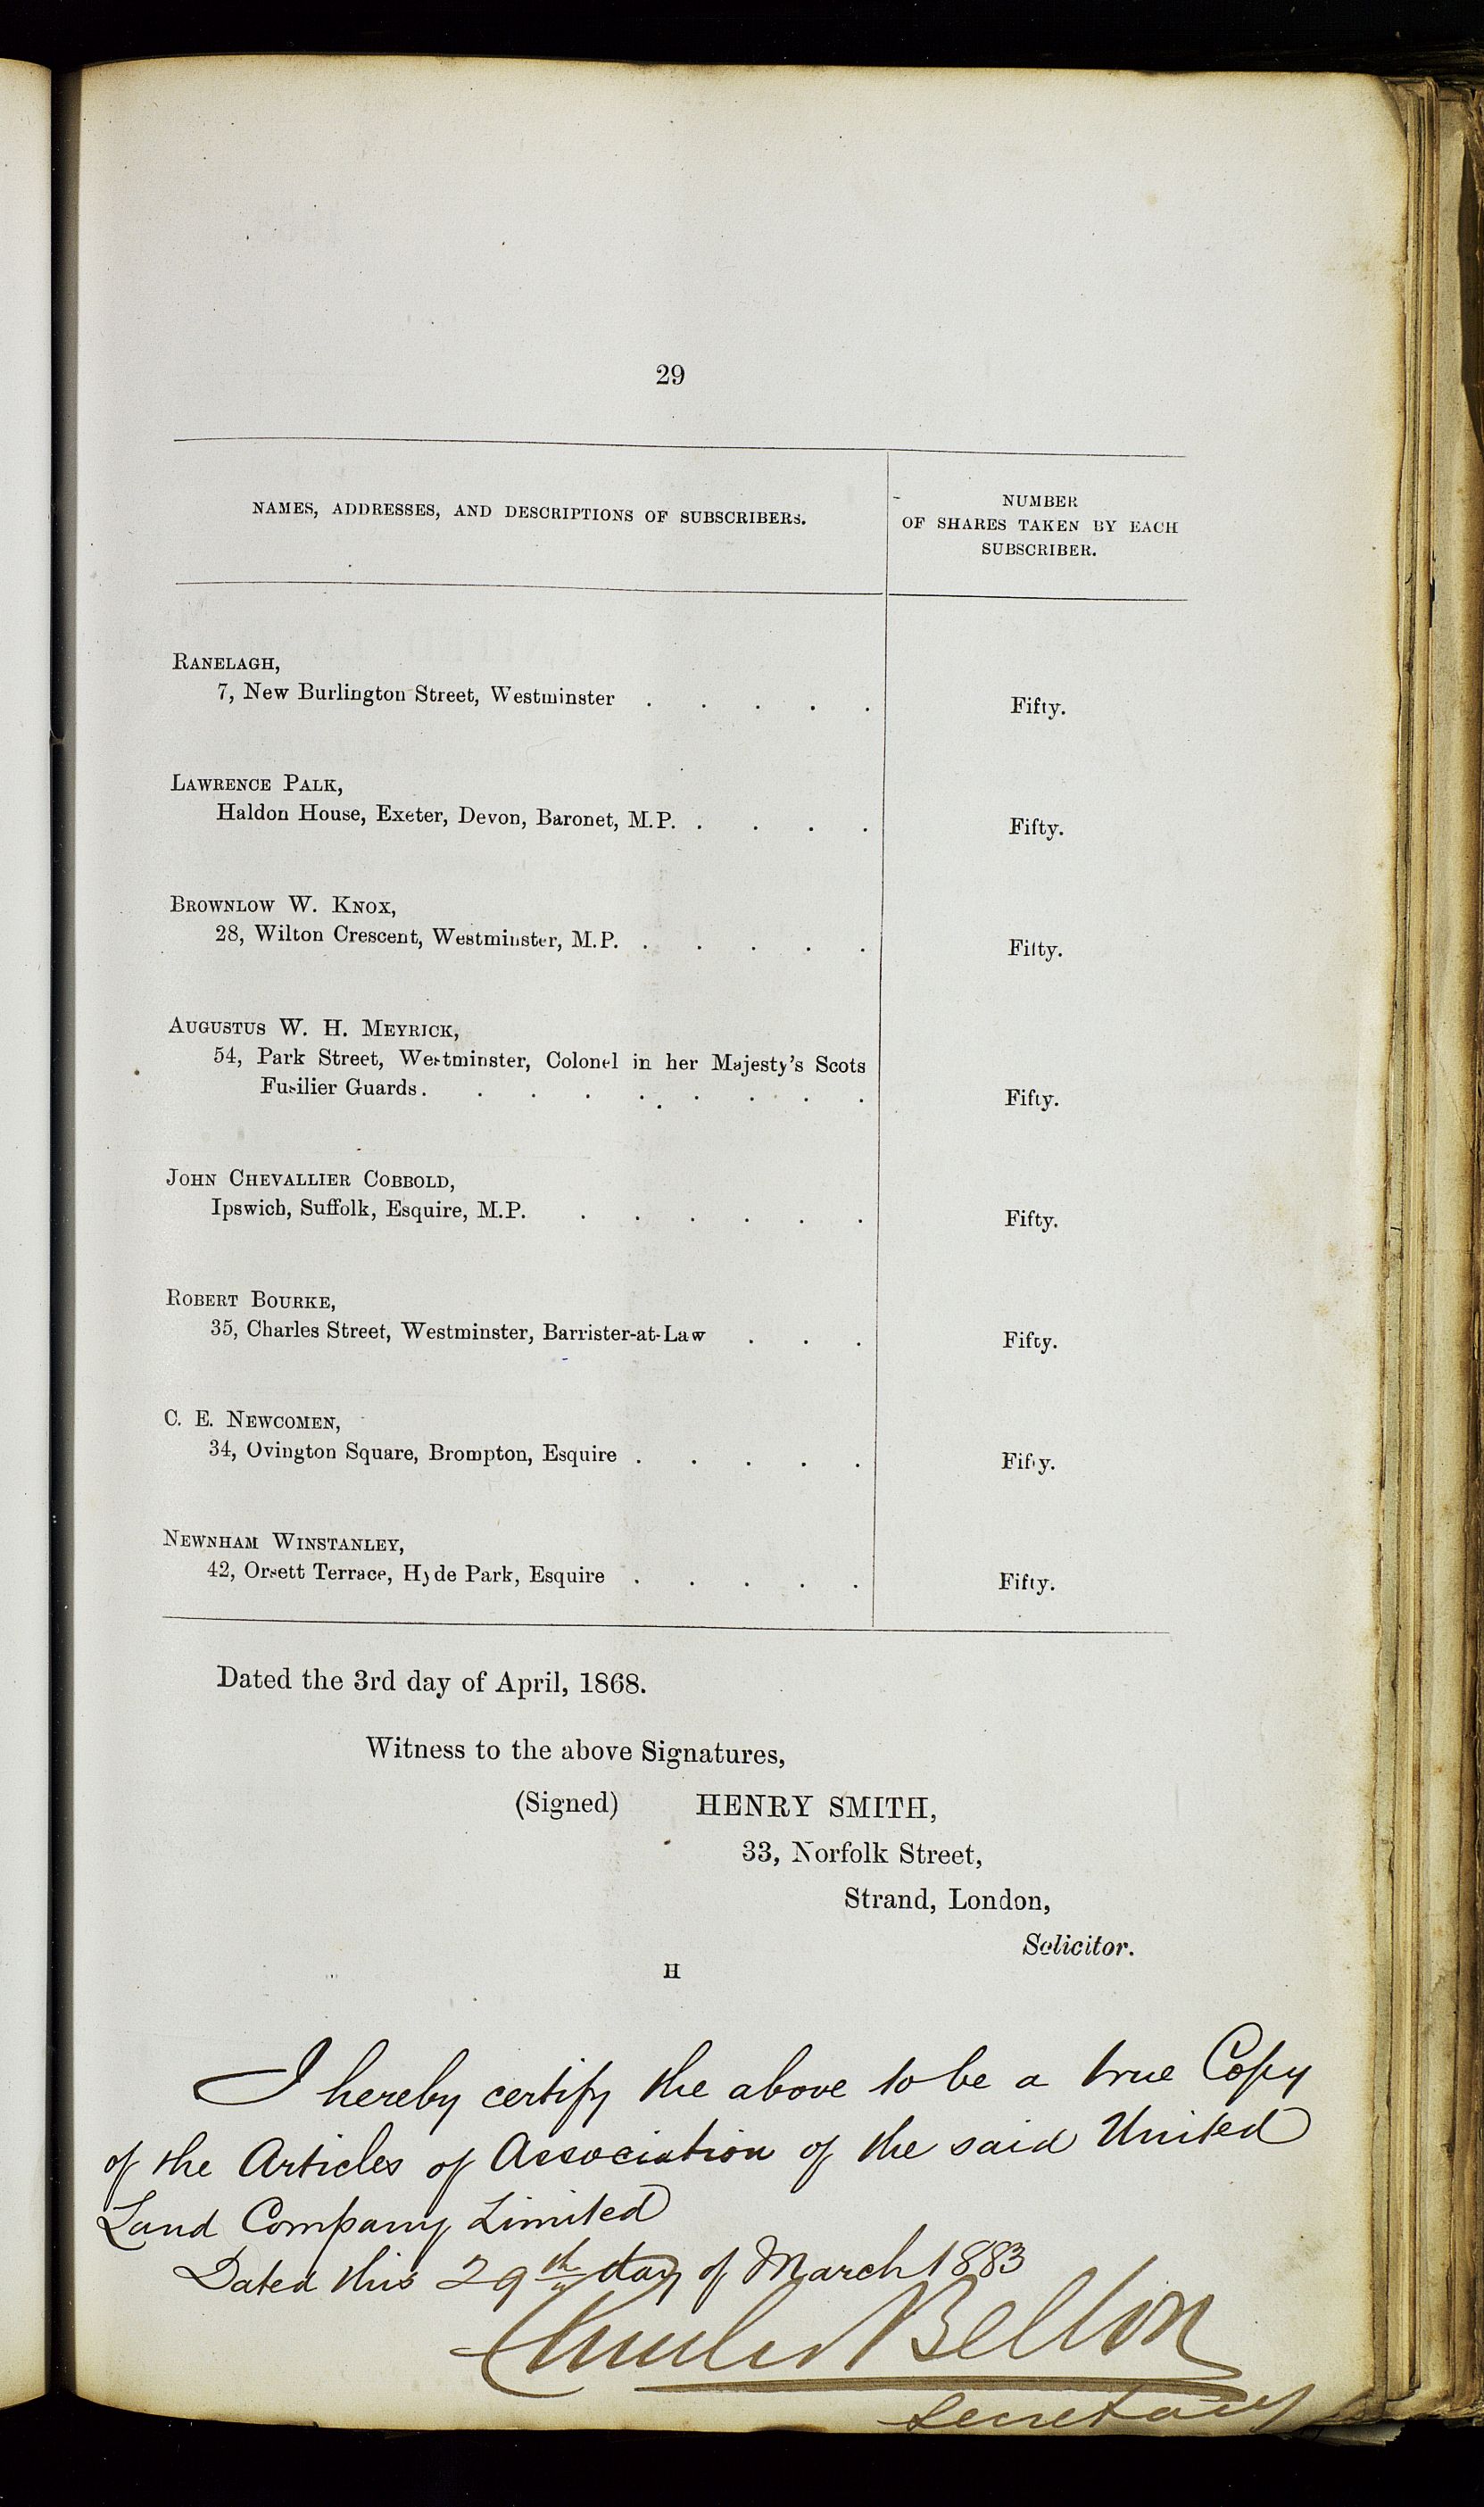 29
NAMES, ADDRESSES, AND DESCRIPTIONS OF SUBSCRIBERS.
NUMBER
OF SHARES TAKEN BY EACH
SUBSCRIBER.
RANELAGH,
7, New Burlington Street, Westminster . . . . .
Fifty.
LAWRENCE PALK,
Haldon House, Exeter, Devon, Baronet, M.P. . . . .
Fifty.
BROWNLOW W. KNOX,
28, Wilton Crescent, Westminster, M.P. . . . . .
Fifty.
AUGUSTUS W. H. MEYRICK,
54, Park Street, Westminster, Colonel in her Majesty's Scots
Fusilier Guards . . . . . . . . .
Fifty.
JOHN CHEVALLIER COBBOLD,
Ipswich, Suffolk, Esquire, M.P. . . . . . .
Fifty.
ROBERT BOURKE,
35, Charles Street, Westminster, Barrister-at-Law . . .
Fifty.
C. E. NEWCOMEN,
34, Ovington Square, Brompton, Esquire . . . . .
Fifty.
NEWNHAM WINSTANLEY,
42, Orsett Terrace, Hyde Park, Esquire . . . . .
Fifty.
Dated the 3rd day of April, 1868.
Witness to the above Signatures,
(Signed) HENRY SMITH,
33, Norfolk Street,
Strand, London,
Solicitor.
H
I hereby certify the above to be a true Copy
of the Articles of Association of the said United
Land Company Limited
Dated this 29th day of March 1883
Charles Bellon
Secretary